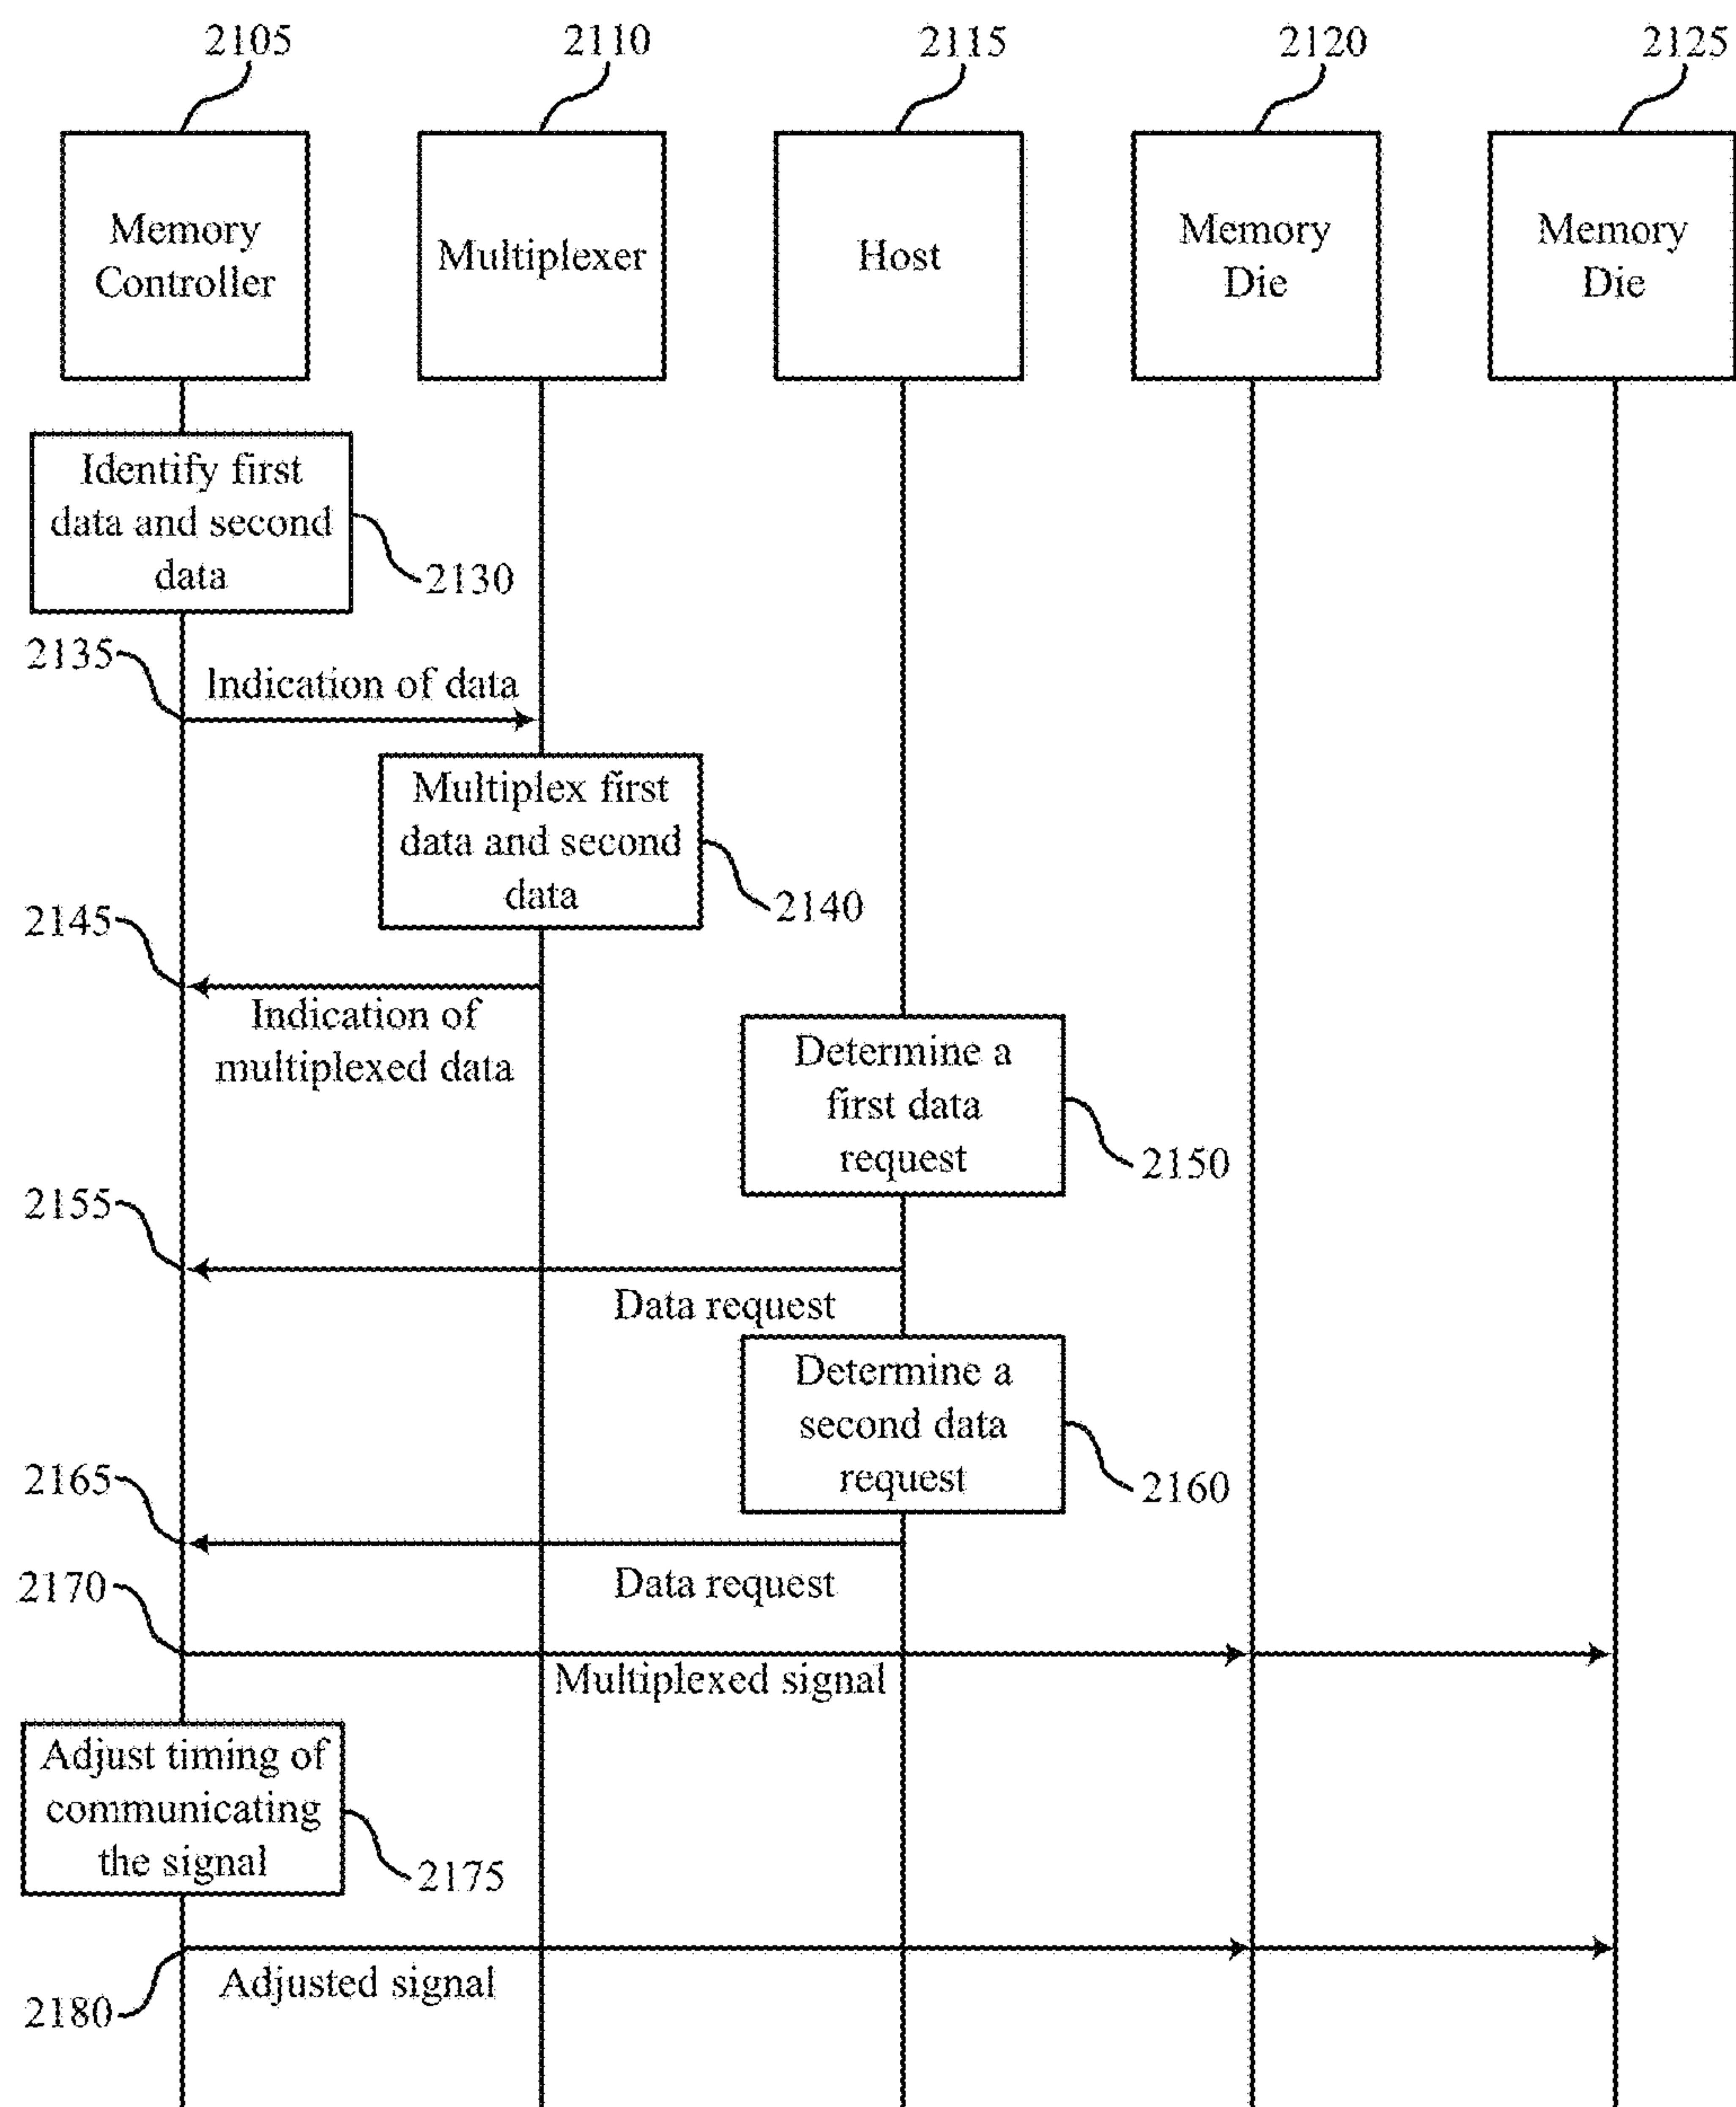 2105
2110
2115
2120
2125
Memory
Controller
Multiplexer
Host
Memory
Die
Memory
Die
Identify first
data and second
data
2130
2135
Indication of data
Multiplex first
data and second
data
2140
2145
Indication of
multiplexed data
Determine a
first data
request
2150
2155
Data request
Determine a
second data
request
2160
2165
Data request
2170
Multiplexed signal
Adjust timing of
communicating
the signal
2175
Adjusted signal
2180